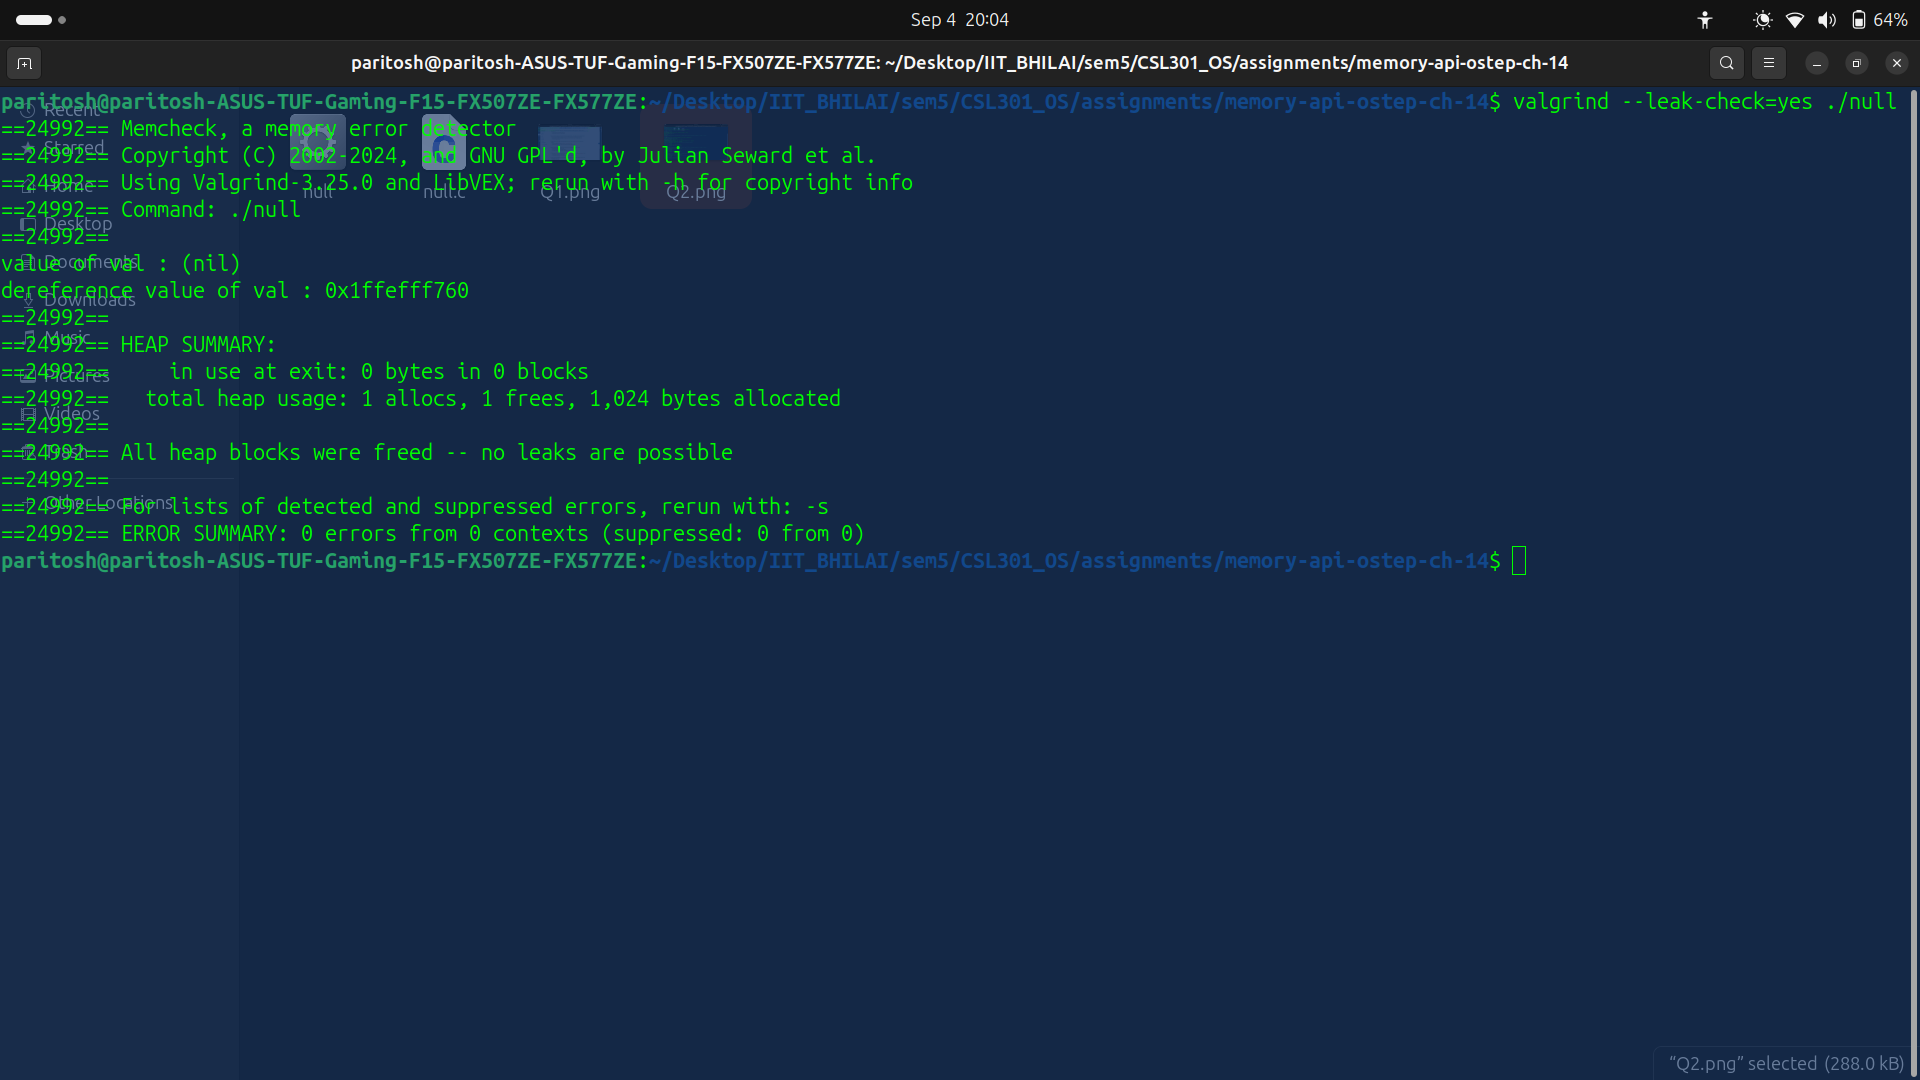 Sep 4 20:04
64%
paritosh@paritosh-ASUS-TUF-Gaming-F15-FX507ZE-FX577ZE: ~/Desktop/IIT_BHILAI/sem5/CSL301_OS/assignments/memory-api-ostep-ch-14
paritosh@paritosh-ASUS-TUF-Gaming-F15-FX507ZE-FX577ZE:~/Desktop/IIT_BHILAI/sem5/CSL301_OS/assignments/memory-api-ostep-ch-14$ valgrind --leak-check=yes ./null
==24992== Memcheck, a memory error detector
==24992== Copyright (C) 2002-2024, and GNU GPL'd, by Julian Seward et al.
==24992== Using Valgrind-3.25.0 and LibVEX; rerun with -h for copyright info
==24992== Command: ./null
==24992==
value of val : (nil)
dereference value of val : 0x1ffefff760
==24992==
==24992== HEAP SUMMARY:
==24992==     in use at exit: 0 bytes in 0 blocks
==24992==   total heap usage: 1 allocs, 1 frees, 1,024 bytes allocated
==24992==
==24992== All heap blocks were freed -- no leaks are possible
==24992==
==24992== For lists of detected and suppressed errors, rerun with: -s
==24992== ERROR SUMMARY: 0 errors from 0 contexts (suppressed: 0 from 0)
paritosh@paritosh-ASUS-TUF-Gaming-F15-FX507ZE-FX577ZE:~/Desktop/IIT_BHILAI/sem5/CSL301_OS/assignments/memory-api-ostep-ch-14$
Recent
Starred
Home
Desktop
Documents
Downloads
Music
Pictures
Videos
Trash
Other Locations
null
null.c
Q1.png
Q2.png
“Q2.png” selected (288.0 kB)